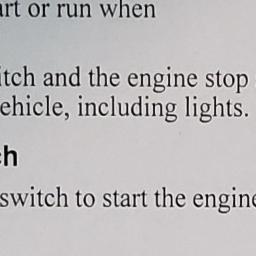 art or run when
itch and the engine stop
ehicle, including lights.
ch
switch to start the engine